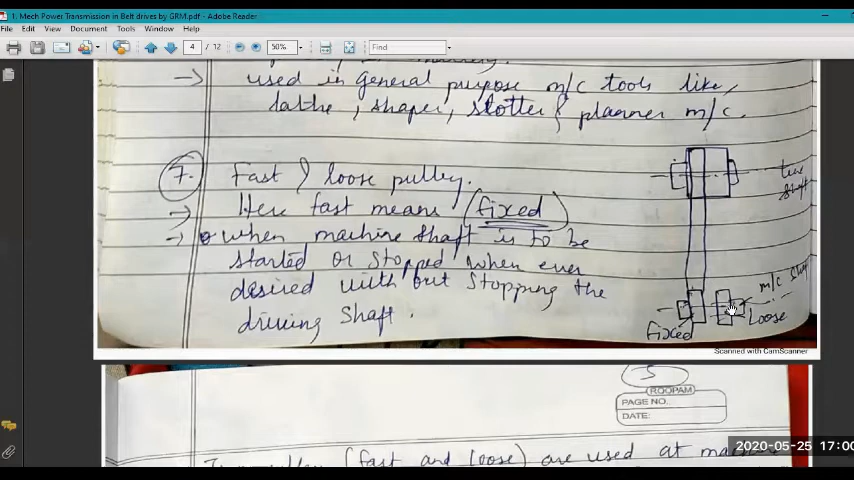 1. Mech Power Transmission in Belt drives by GRM.pdf - Adobe Reader
File Edit View Document Tools Window Help
4 / 12 50% Find
→ used in general purpose m/c tools like,
lathe, shaper, slotter & planner m/c.
7. Fast & loose pulley.
→ Here fast means (fixed)
→ when machine shaft is to be
started or stopped, when ever
desired with out stopping the
driving shaft.
line
shaft
m/c shaft
Loose
fixed
Scanned with CamScanner
5
ROOPAM
PAGE NO.
DATE:
(fast and loose) are used at
2020-05-25 17:00